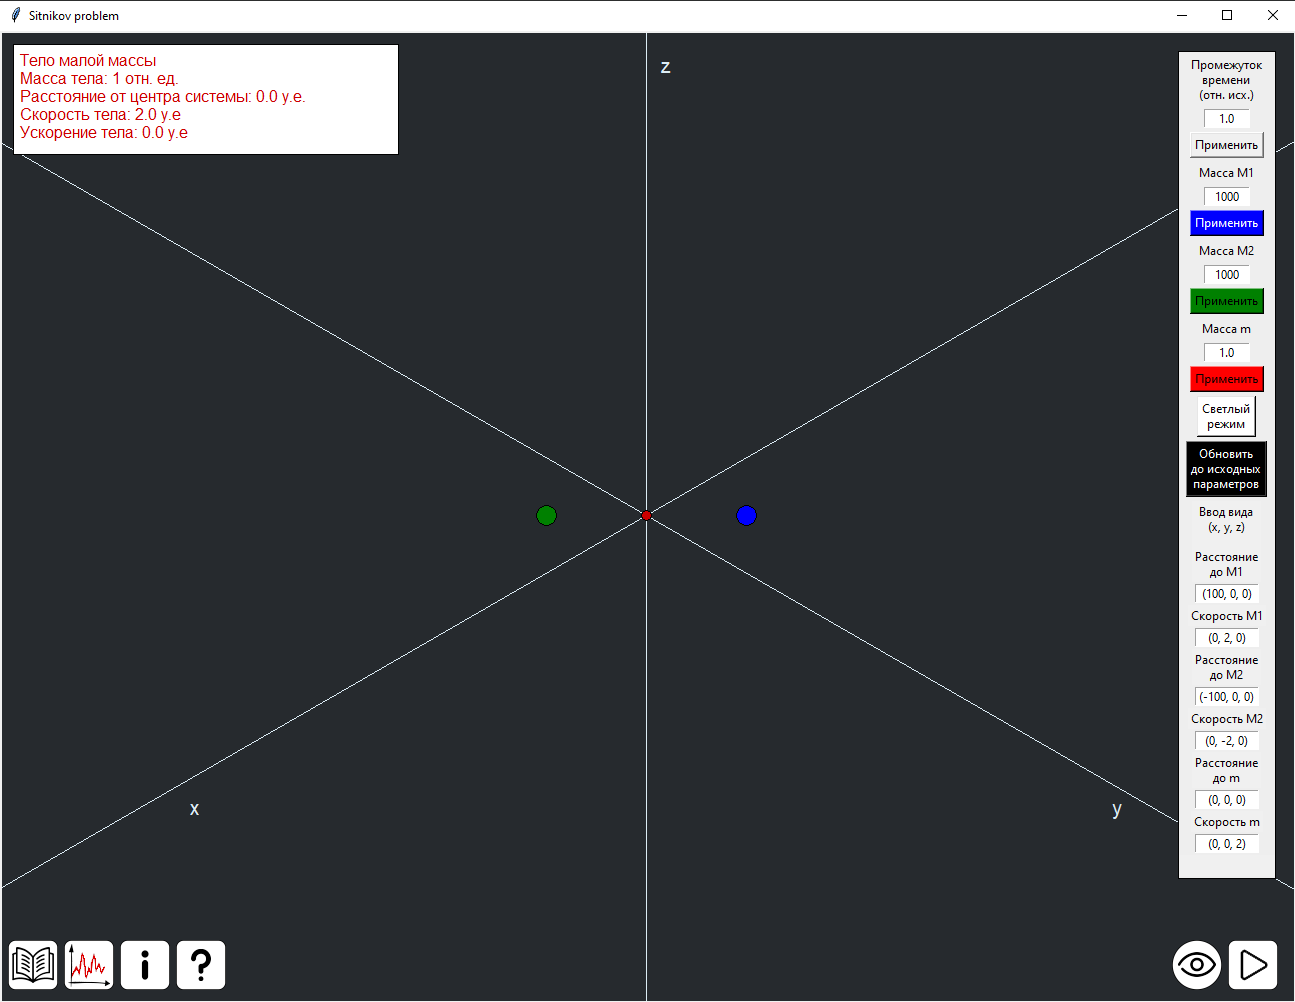 Sitnikov problem
Тело малой массы
Масса тела: 1 отн. ед.
Расстояние от центра системы: 0.0 у.е.
Скорость тела: 2.0 у.е
Ускорение тела: 0.0 у.е
z
x
y
Промежуток
времени
(отн. исх.)
1.0
Применить
Масса M1
1000
Применить
Масса M2
1000
Применить
Масса m
1.0
Применить
Светлый
режим
Обновить
до исходных
параметров
Ввод вида
(x, y, z)
Расстояние
до M1
(100, 0, 0)
Скорость M1
(0, 2, 0)
Расстояние
до M2
(-100, 0, 0)
Скорость M2
(0, -2, 0)
Расстояние
до m
(0, 0, 0)
Скорость m
(0, 0, 2)
i
?